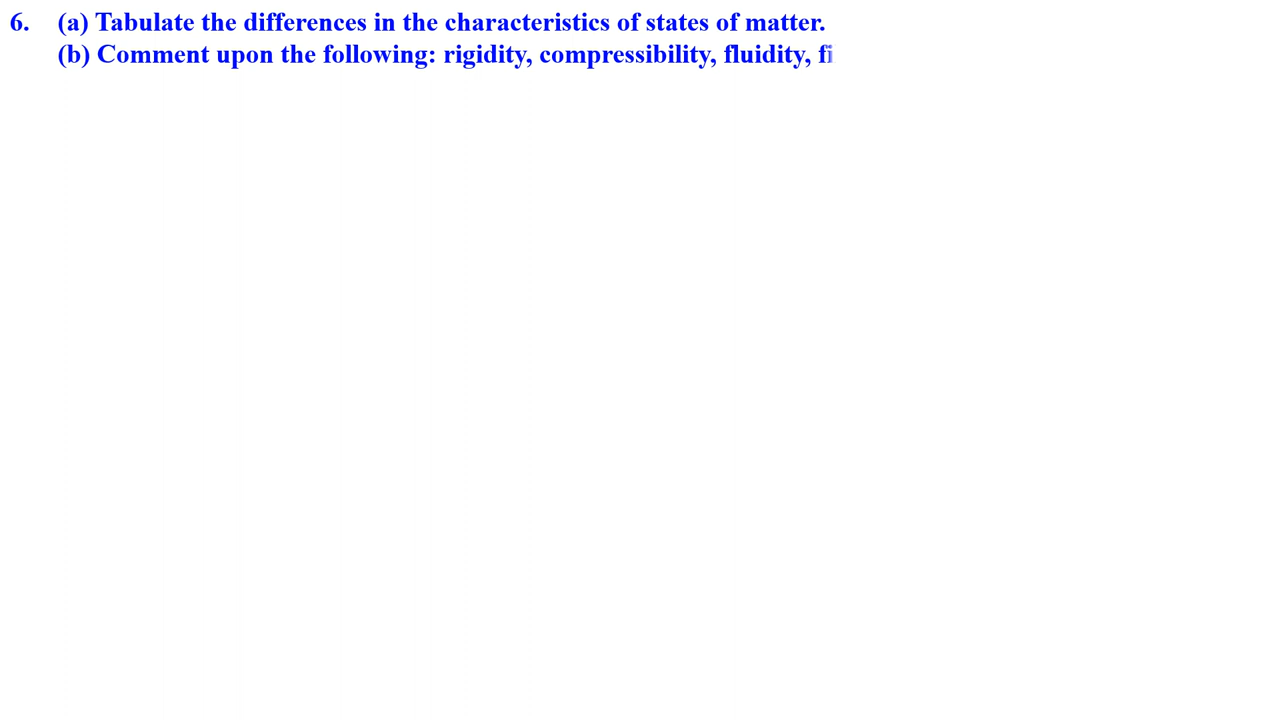 6. (a) Tabulate the differences in the characteristics of states of matter.
(b) Comment upon the following: rigidity, compressibility, fluidity,